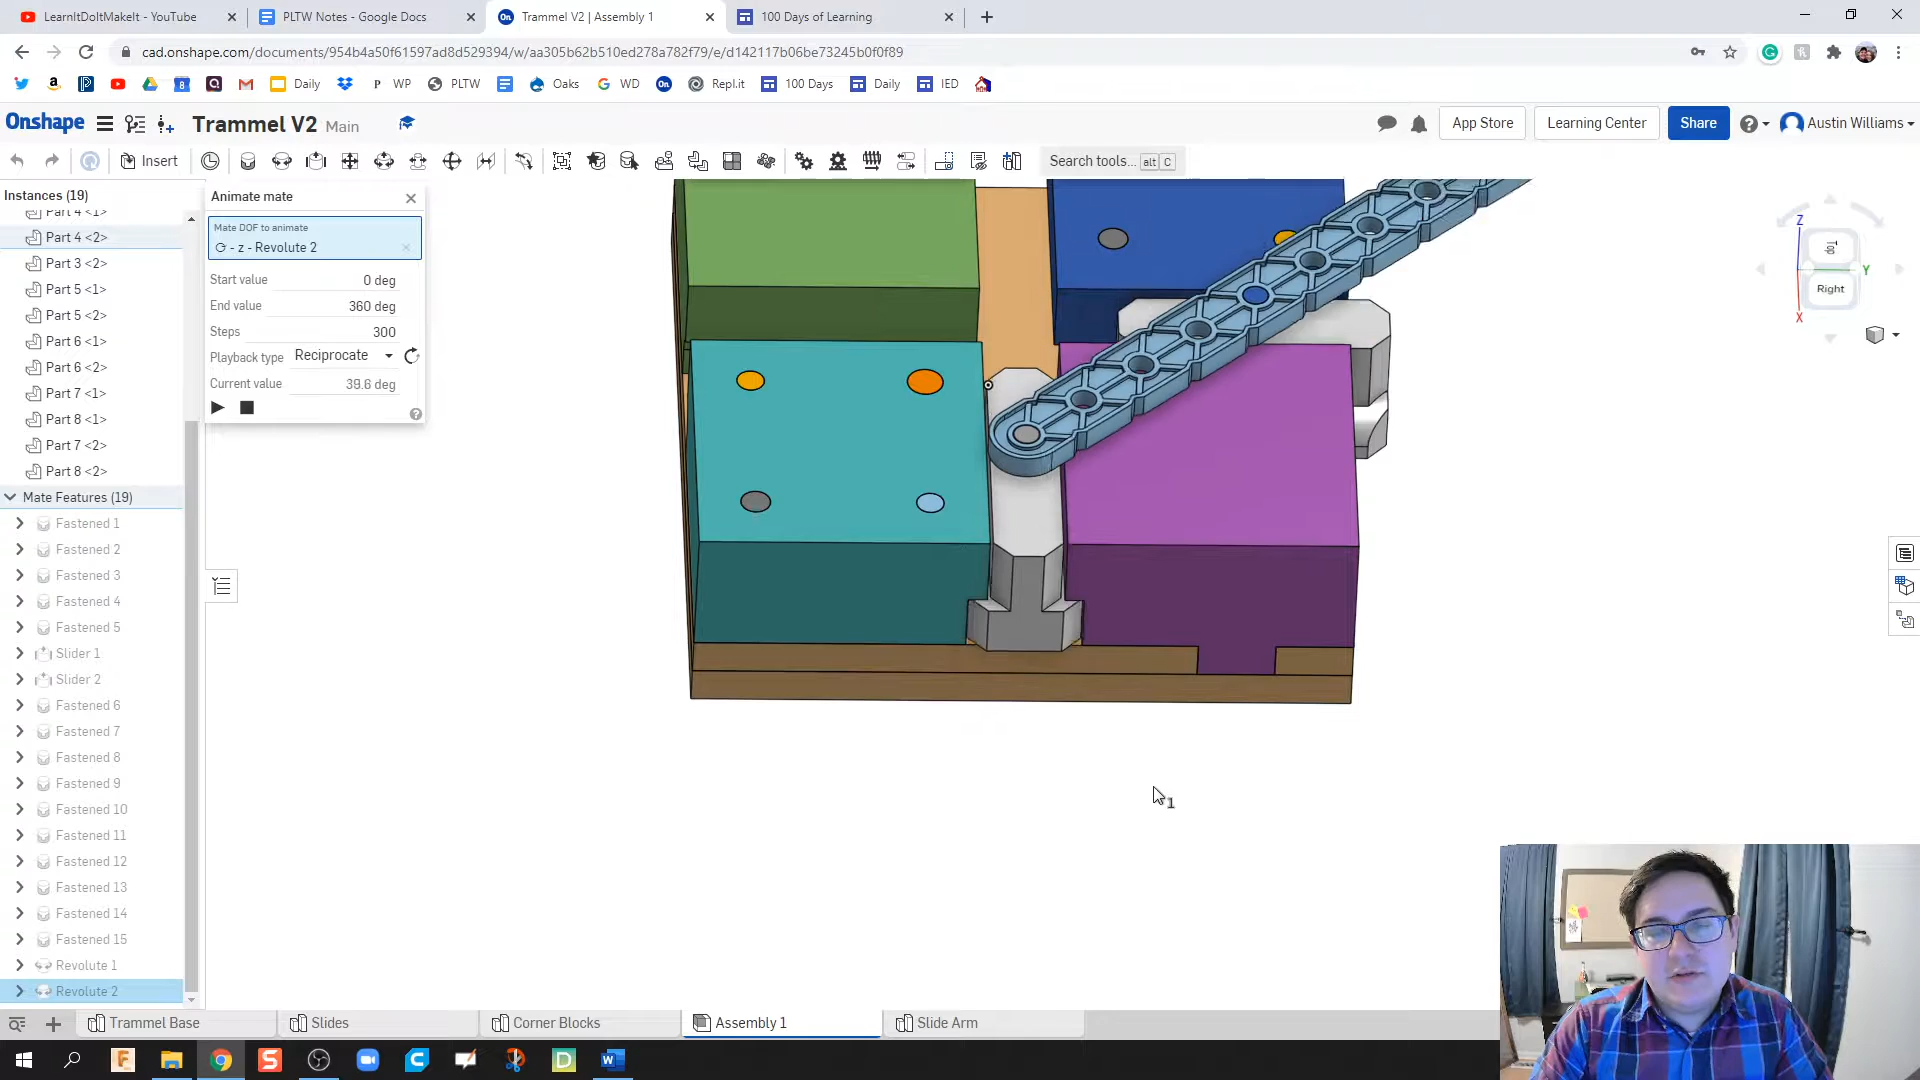 LearnItDoItMakeIt - YouTube
PLTW Notes - Google Docs
Trammel V2 | Assembly 1
100 Days of Learning
cad.onshape.com/documents/954b4a50f61597ad8d529394/w/aa305b62b510ed278a782f79/e/d142117b06be73245b0f0f89
Daily
WP
PLTW
Oaks
WD
Repl.it
100 Days
Daily
IED
Onshape
Trammel V2 Main
App Store
Learning Center
Share
Austin Williams
Insert
Search tools... alt C
Instances (19)
Part 4 <1>
Part 4 <2>
Part 3 <2>
Part 5 <1>
Part 5 <2>
Part 6 <1>
Part 6 <2>
Part 7 <1>
Part 8 <1>
Part 7 <2>
Part 8 <2>
Mate Features (19)
Fastened 1
Fastened 2
Fastened 3
Fastened 4
Fastened 5
Slider 1
Slider 2
Fastened 6
Fastened 7
Fastened 8
Fastened 9
Fastened 10
Fastened 11
Fastened 12
Fastened 13
Fastened 14
Fastened 15
Revolute 1
Revolute 2
Animate mate
Mate DOF to animate
- z - Revolute 2
Start value 0 deg
End value 360 deg
Steps 300
Playback type Reciprocate
Current value 39.6 deg
Z
Top
Y
Right
X
1
Trammel Base
Slides
Corner Blocks
Assembly 1
Slide Arm